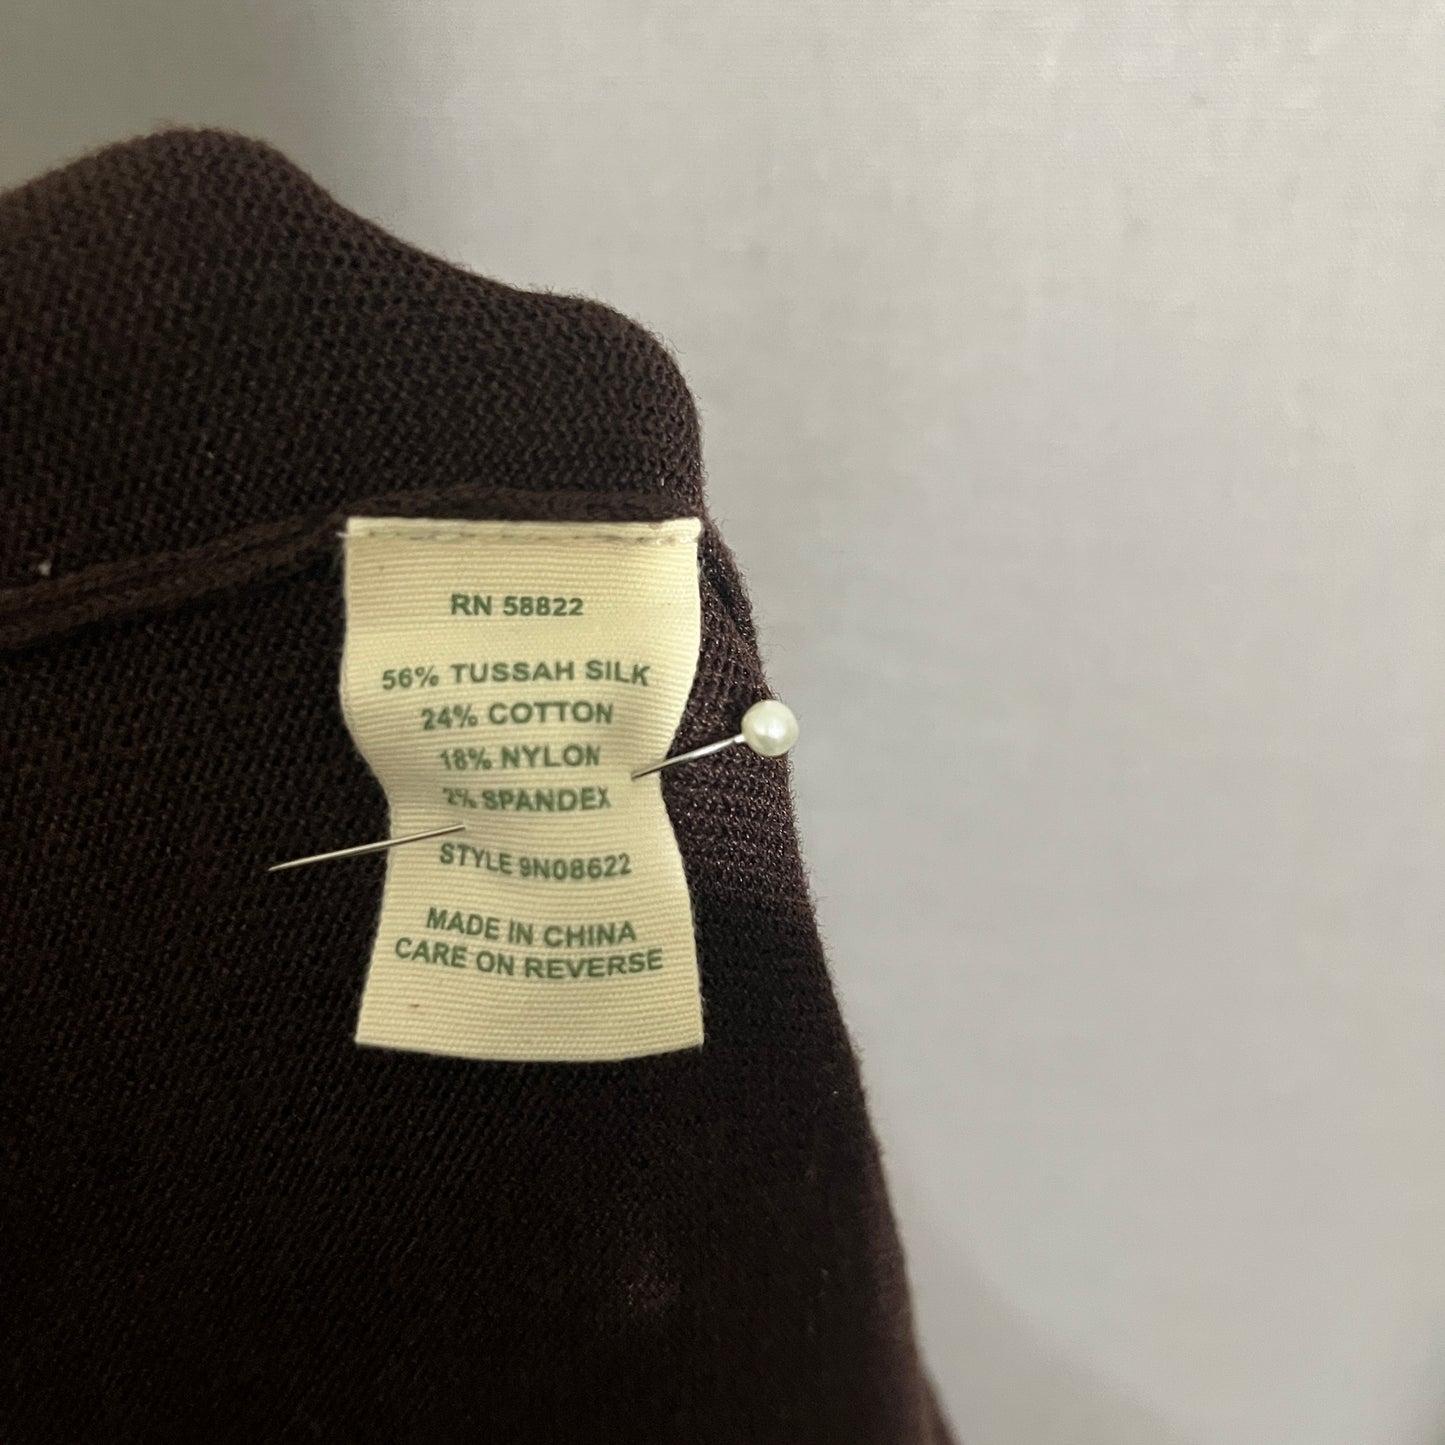 RN 58822
56% TUSSAH SILK
24% COTTON
18% NYLON
2% SPANDEX
STYLE 9N08622
MADE IN CHINA
CARE ON REVERSE